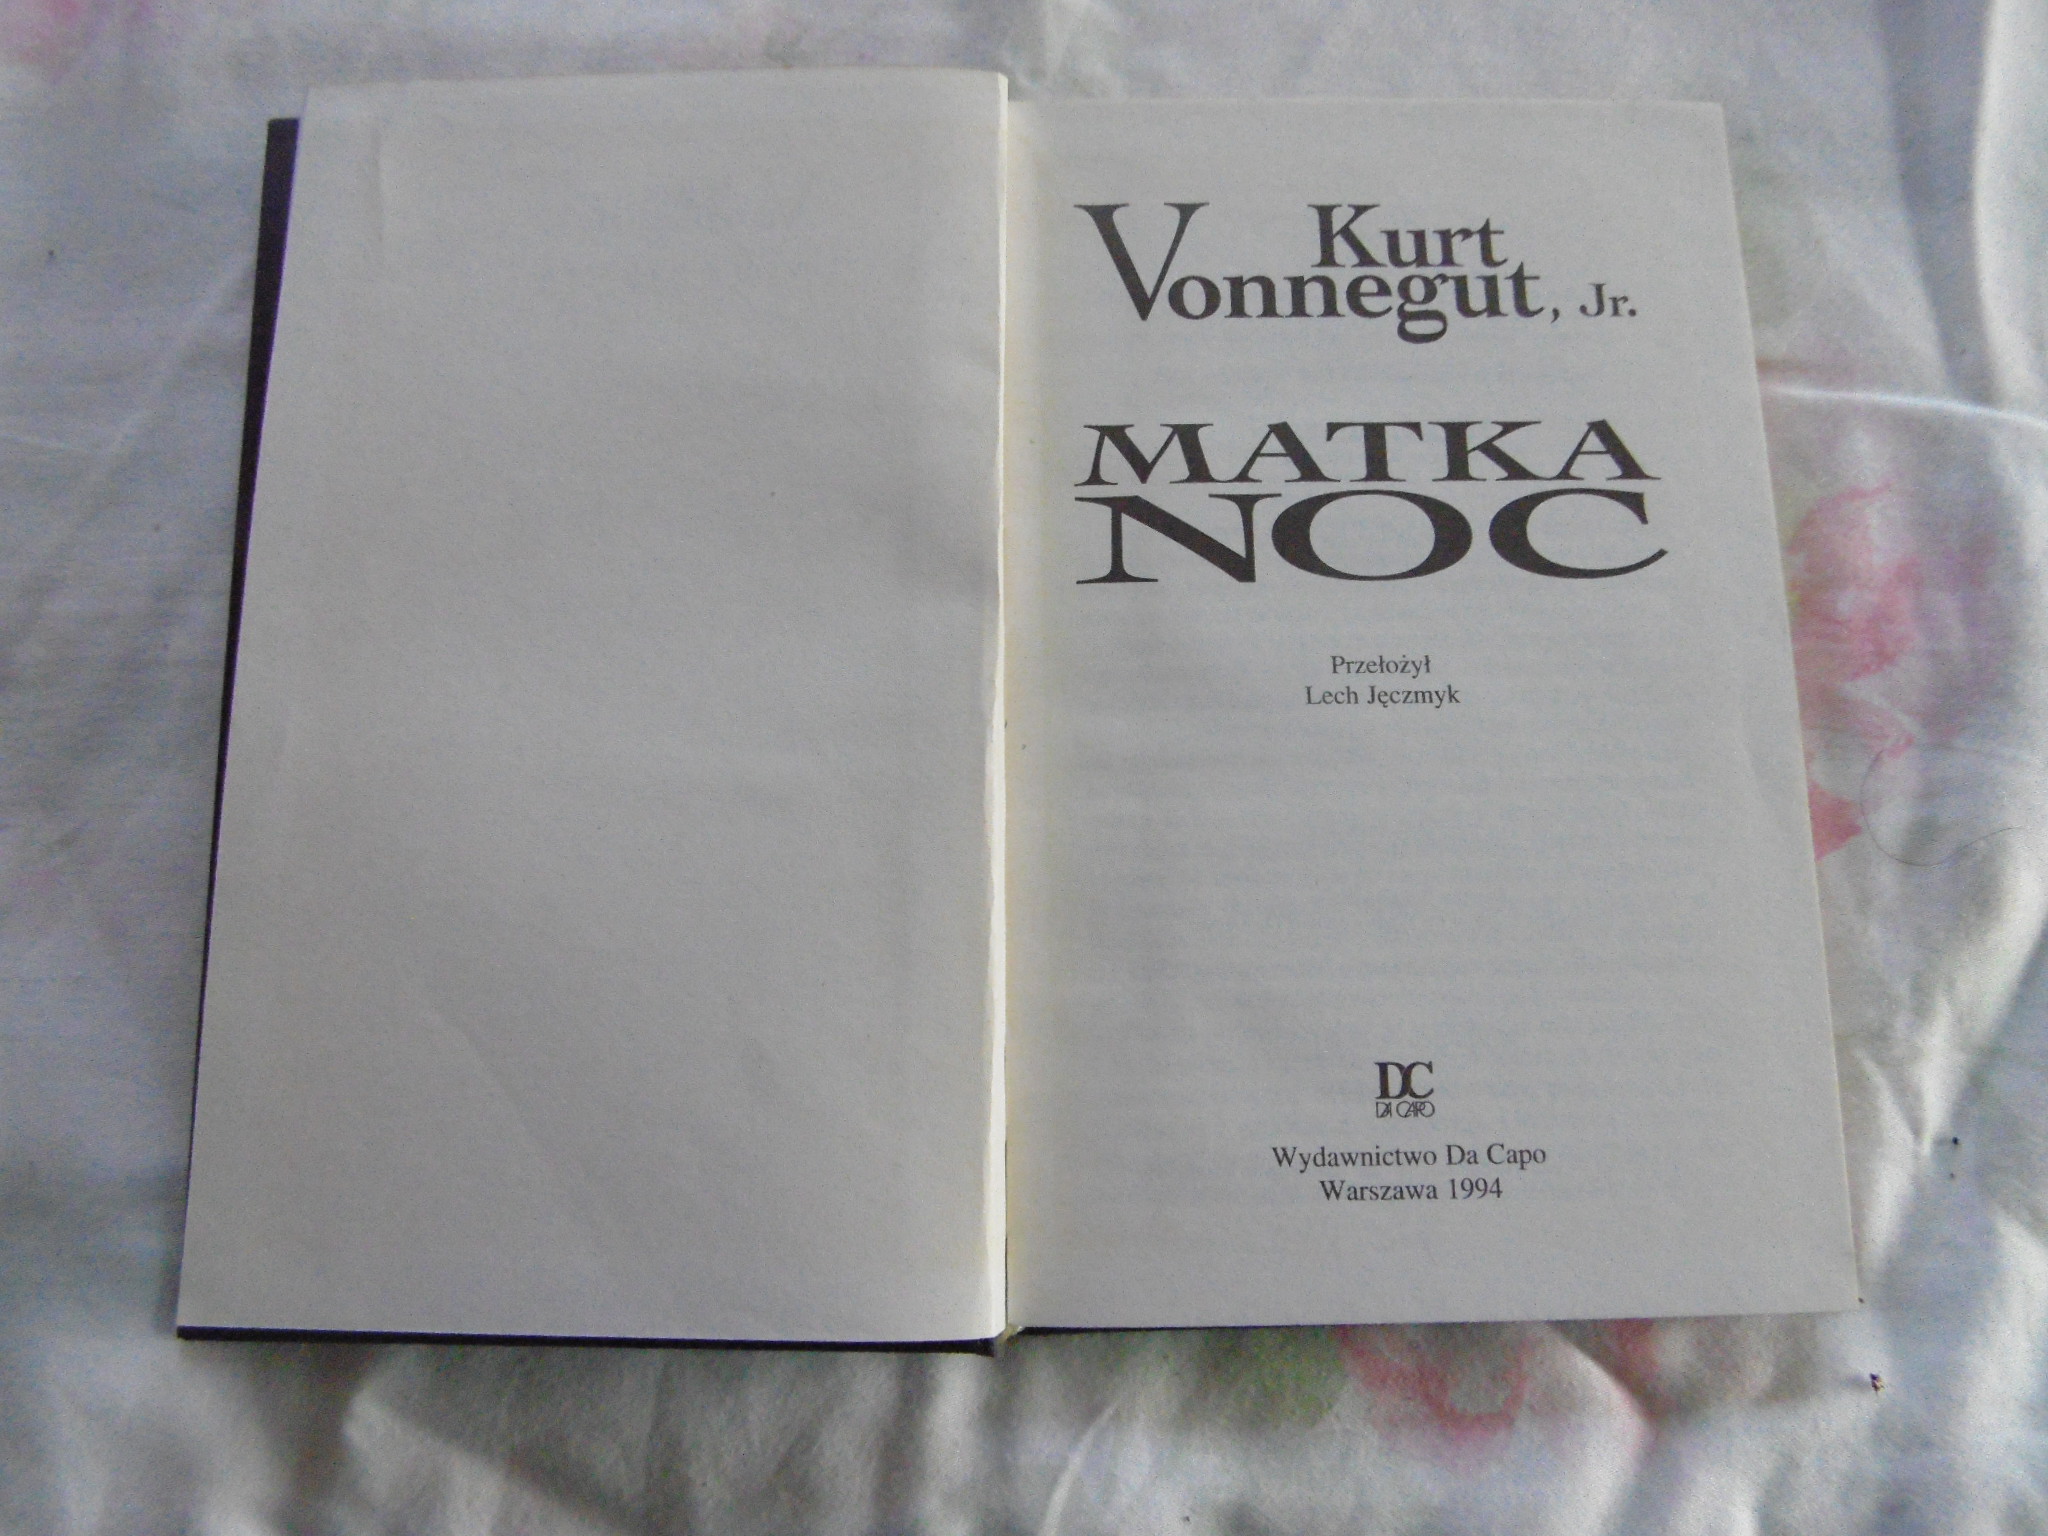 Kurt
Vonnegut, Jr.
MATKA
NOC
Przełożył
Lech Jęczmyk
DC
DA CAPO
Wydawnictwo Da Capo
Warszawa 1994